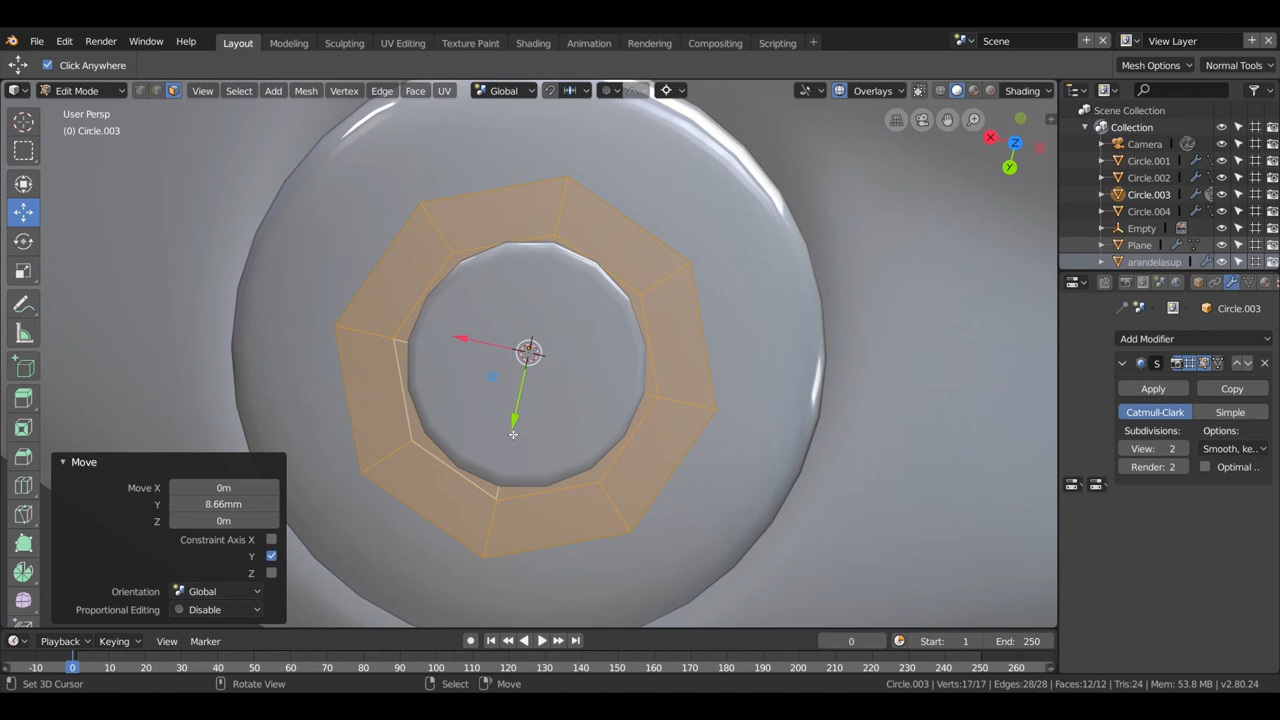 File Edit Render Window Help Layout Modeling Sculpting UV Editing Texture Paint Shading Animation Rendering Compositing Scripting + Scene View Layer
Click Anywhere Mesh Options Normal Tools
Edit Mode View Select Add Mesh Vertex Edge Face UV Global Overlays Shading
User Persp
(0) Circle.003
X Z Y
Scene Collection
Collection
Camera
Circle.001
Circle.002
Circle.003
Circle.004
Empty
Plane
arandelasup
Circle.003
Add Modifier
S
Apply Copy
Catmull-Clark Simple
Subdivisions: Options:
View: 2 Smooth, ke..
Render: 2 Optimal ..
Move
Move X 0m
Y 8.66mm
Z 0m
Constraint Axis X
Y
Z
Orientation Global
Proportional Editing Disable
Playback Keying View Marker 0 Start: 1 End: 250
-10 0 10 20 30 40 50 60 70 80 90 100 110 120 130 140 150 160 170 180 190 200 210 220 230 240 250 260
Set 3D Cursor Rotate View Select Move Circle.003 | Verts:17/17 | Edges:28/28 | Faces:12/12 | Tris:24 | Mem: 53.8 MB | v2.80.24